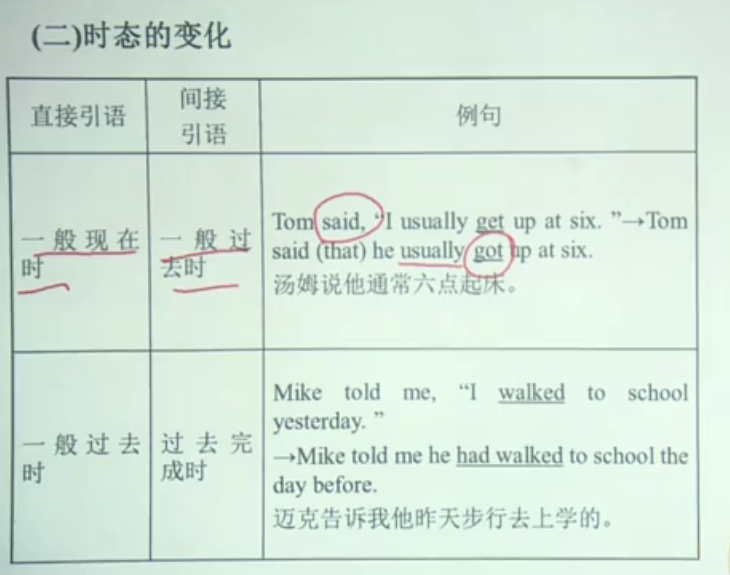 (二)时态的变化
直接引语
间接
引语
例句
一般现在
时
一般过
去时
Tom said, “I usually get up at six. ”→Tom
said (that) he usually got up at six.
汤姆说他通常六点起床。
一般过去
时
过去完
成时
Mike told me, “I walked to school
yesterday. ”
→Mike told me he had walked to school the
day before.
迈克告诉我他昨天步行去上学的。